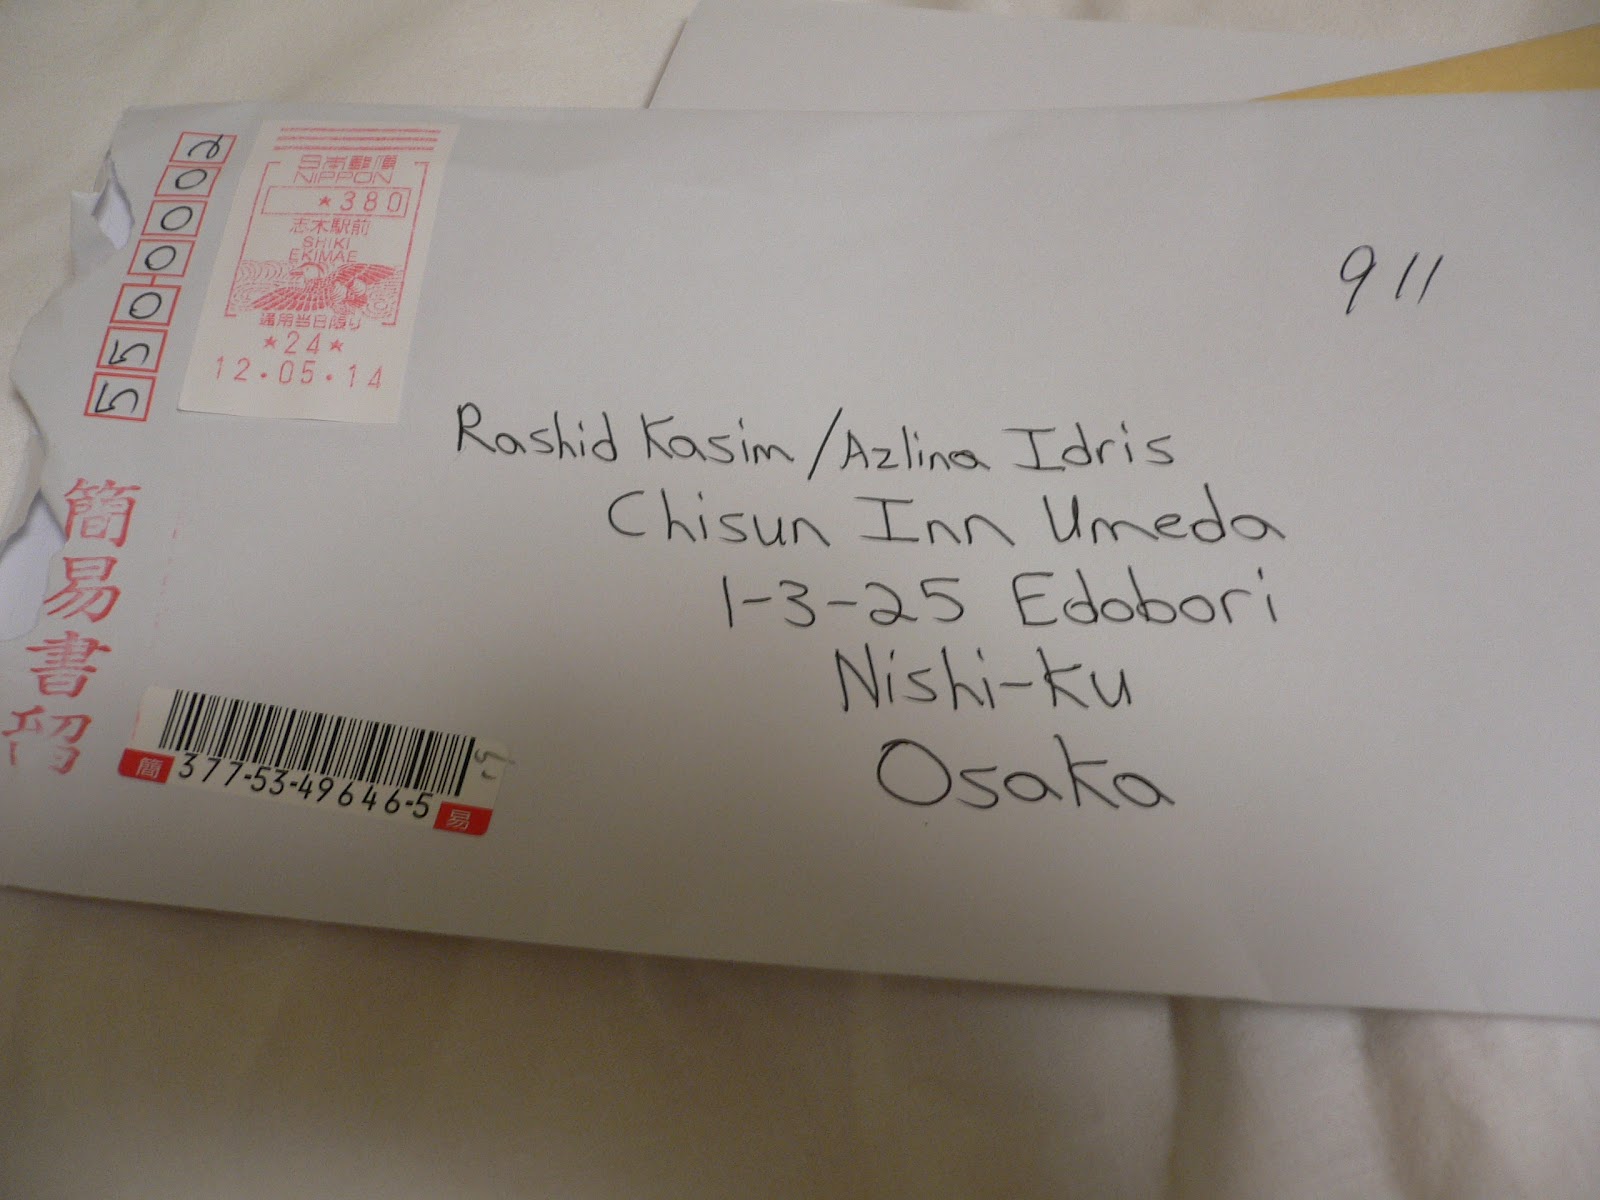 5500002
日本郵便
NIPPON
*380
志木駅前
SHIKI
EKIMAE
通用当日限り
*24*
12.05.14
911
Rashid Kasim/Azlina Idris
Chisun Inn Umeda
1-3-25 Edobori
Nishi-Ku
Osaka
簡易書留
簡 377-53-49646-5 易